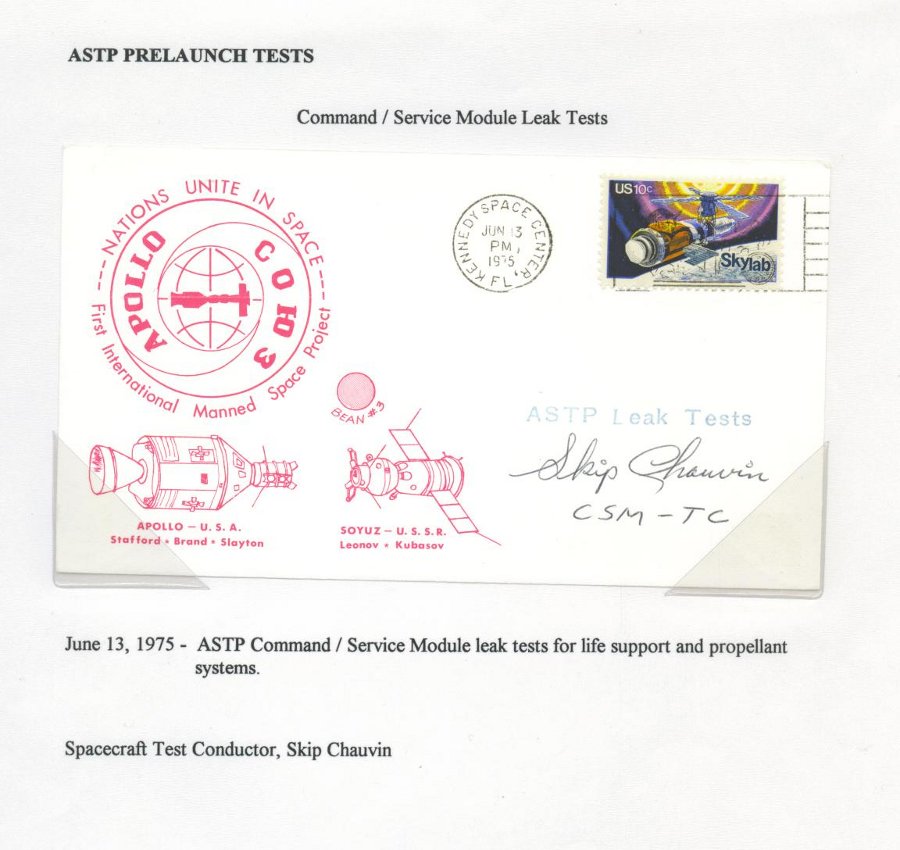 ASTP PRELAUNCH TESTS
Command / Service Module Leak Tests
----NATIONS UNITE IN SPACE----
APOLLO
СОЮЗ
First International Manned Space Project
BEAN #3
APOLLO – U.S.A.
Stafford * Brand * Slayton
SOYUZ – U.S.S.R.
Leonov * Kubasov
KENNEDY SPACE CENTER,
JUN 13
PM
1975
FL
US 10c
Skylab
ASTP Leak Tests
Skip Chauvin
CSM – TC
June 13, 1975 - ASTP Command / Service Module leak tests for life support and propellant
systems.
Spacecraft Test Conductor, Skip Chauvin